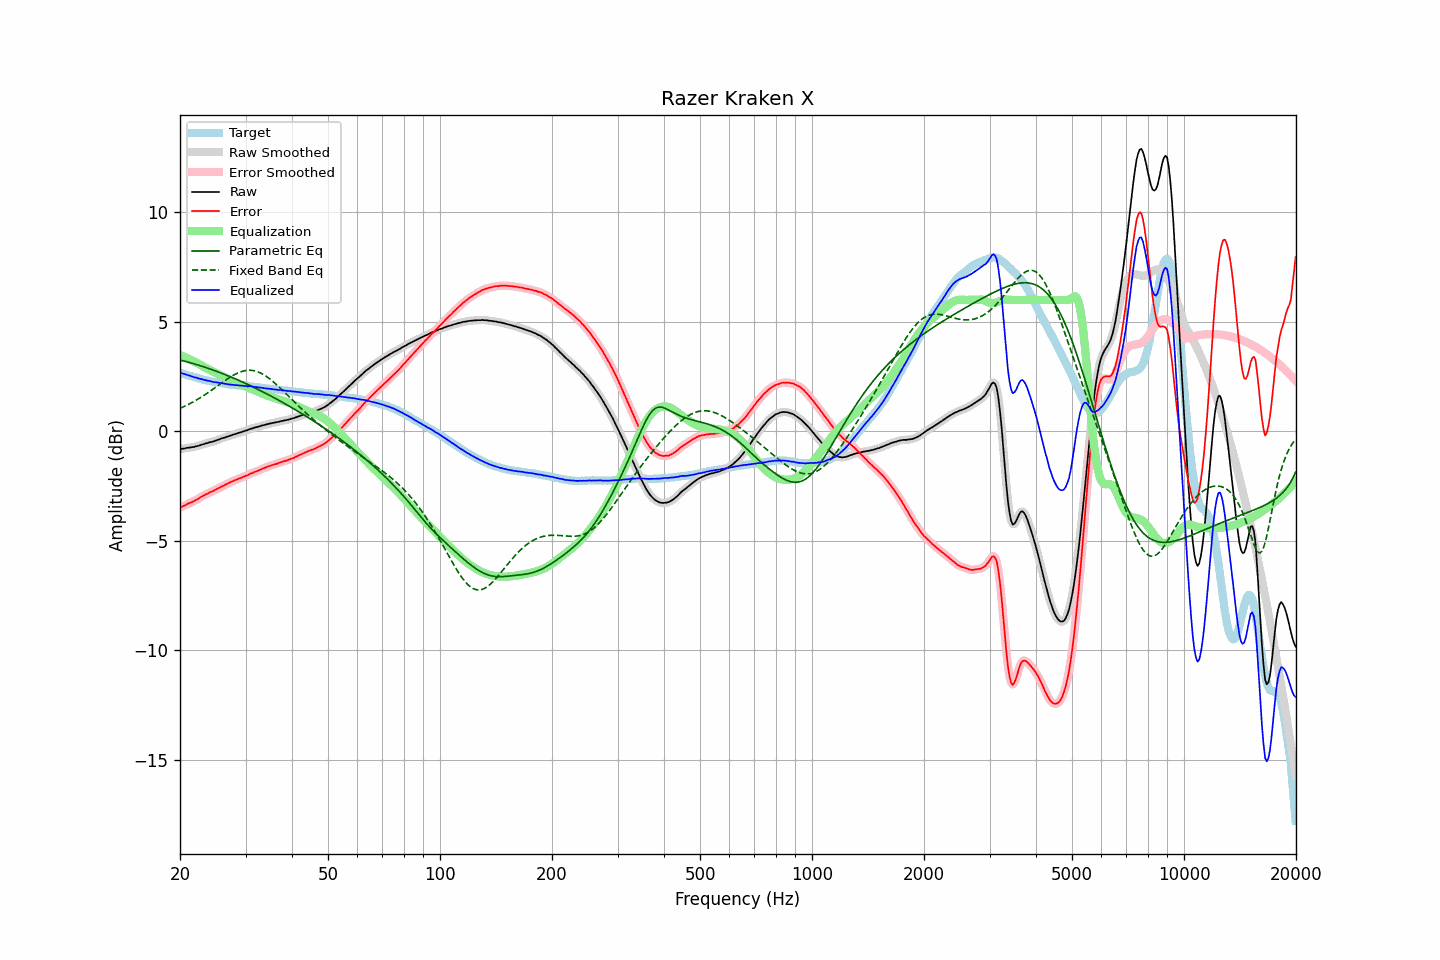 Razer Kraken X
Target
Raw Smoothed
Error Smoothed
Raw
Error
Equalization
Parametric Eq
Fixed Band Eq
Equalized
10
5
0
−5
−10
−15
Amplitude (dBr)
20
50
100
200
500
1000
2000
5000
10000
20000
Frequency (Hz)